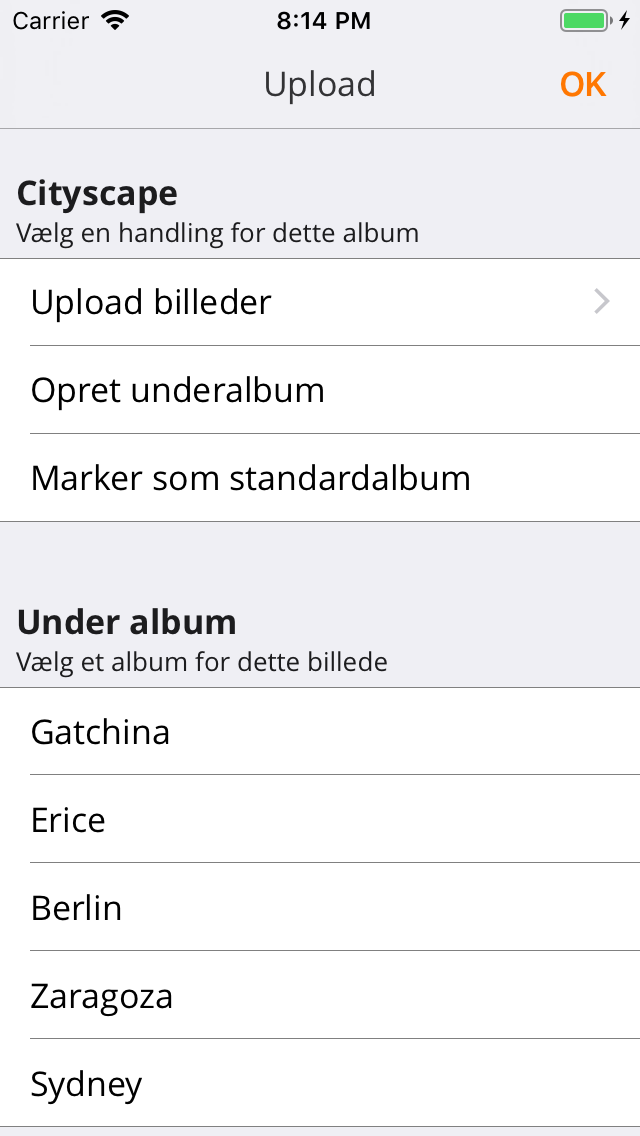 Carrier 8:14 PM
Upload OK
Cityscape
Vælg en handling for dette album
Upload billeder
Opret underalbum
Marker som standardalbum
Under album
Vælg et album for dette billede
Gatchina
Erice
Berlin
Zaragoza
Sydney